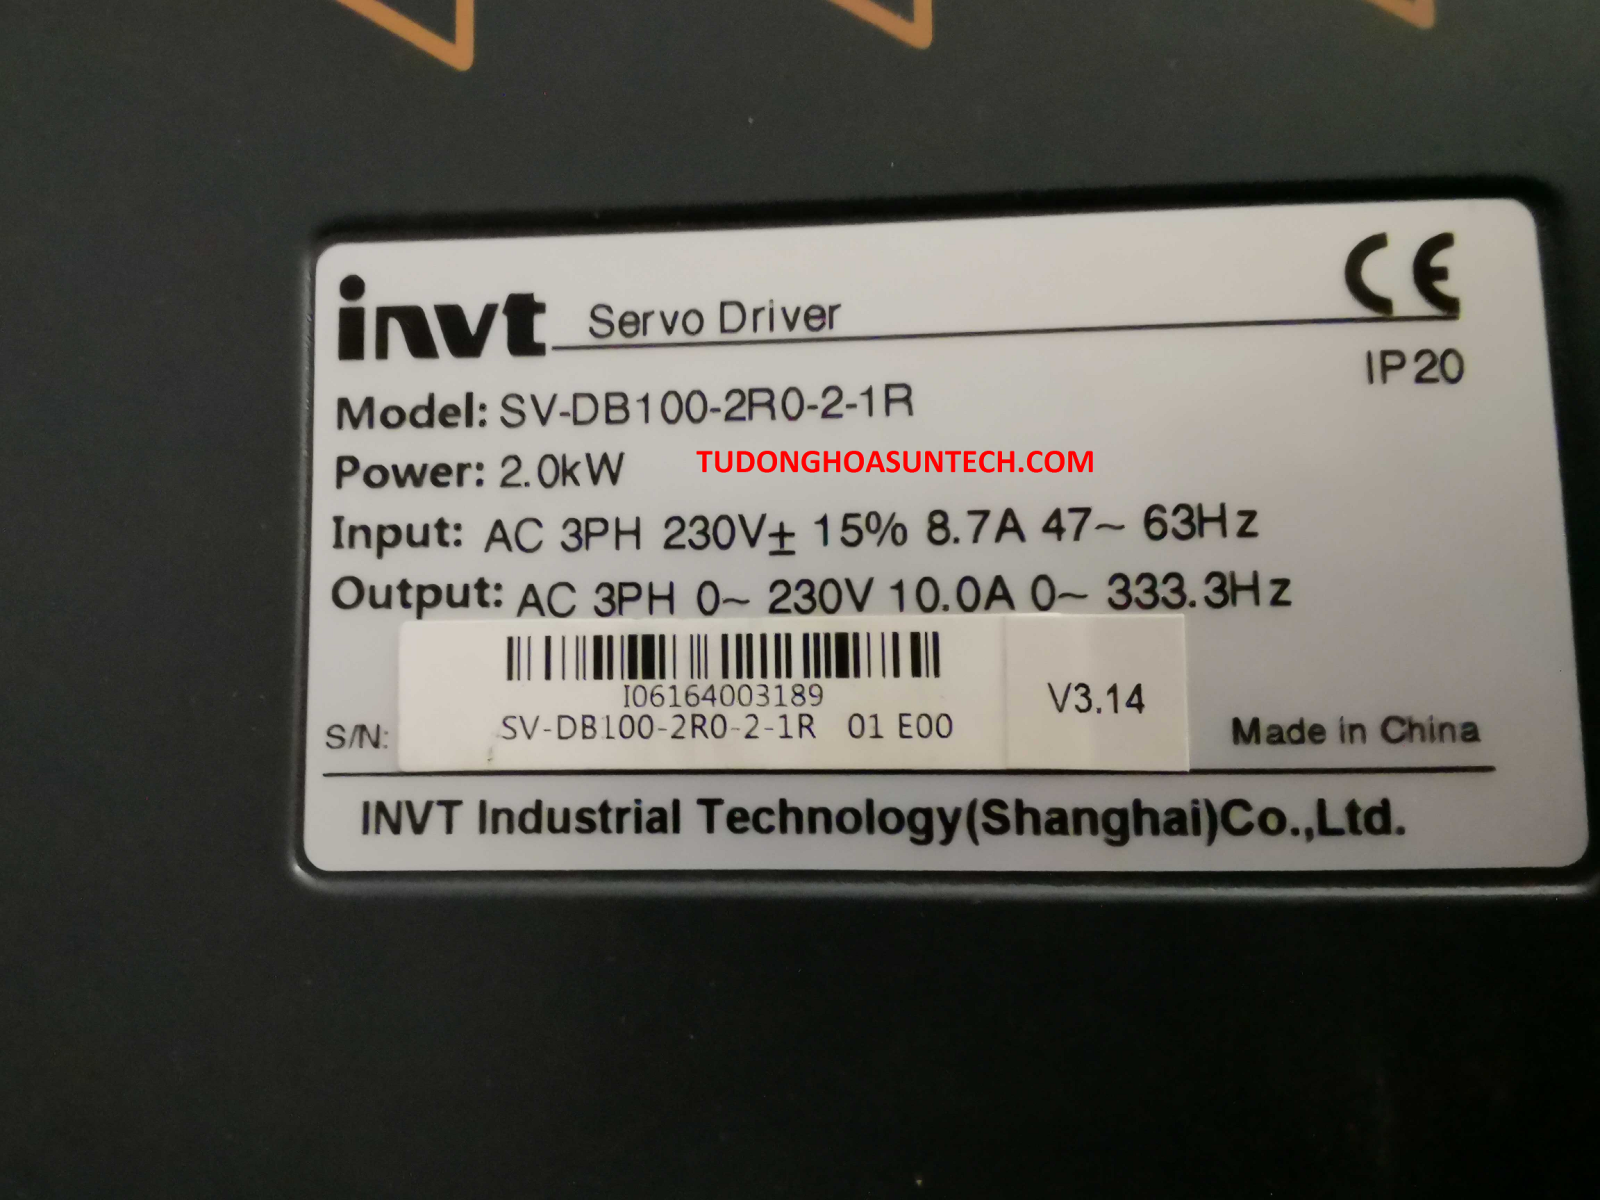 invt Servo Driver CE
IP20
Model: SV-DB100-2R0-2-1R
Power: 2.0kW TUDONGHOASUNTECH.COM
Input: AC 3PH 230V± 15% 8.7A 47~ 63Hz
Output: AC 3PH 0~ 230V 10.0A 0~ 333.3Hz
I06164003189
V3.14
S/N: SV-DB100-2R0-2-1R 01 E00
Made in China
INVT Industrial Technology(Shanghai)Co.,Ltd.